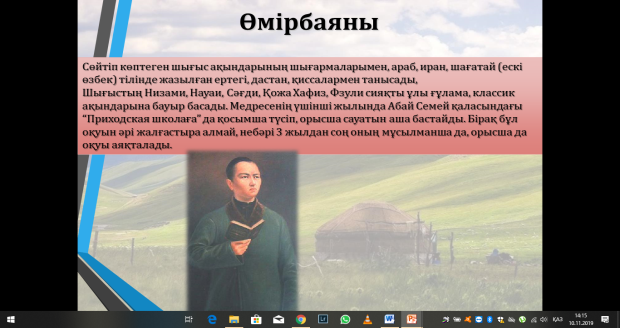 Өмірбаяны
Сөйтіп көптеген шығыс ақындарының шығармаларымен, араб, иран, шағатай (ескі
өзбек) тілінде жазылған ертегі, дастан, қиссалармен танысады,
Шығыстың Низами, Науаи, Сағди, Қожа Хафиз, Фзули сияқты ұлы ғұлама, классик
ақындарына бауыр басады. Медресенің үшінші жылында Абай Семей қаласындағы
"Приходская школаға" да қосымша түсіп, орысша сауатын аша бастайды. Бірақ бұл
оқуын әрі жалғастыра алмай, небәрі 3 жылдан соң оның мұсылманша да, орысша да
оқуы аяқталады.
ҚАЗ
14:15
10.11.2019